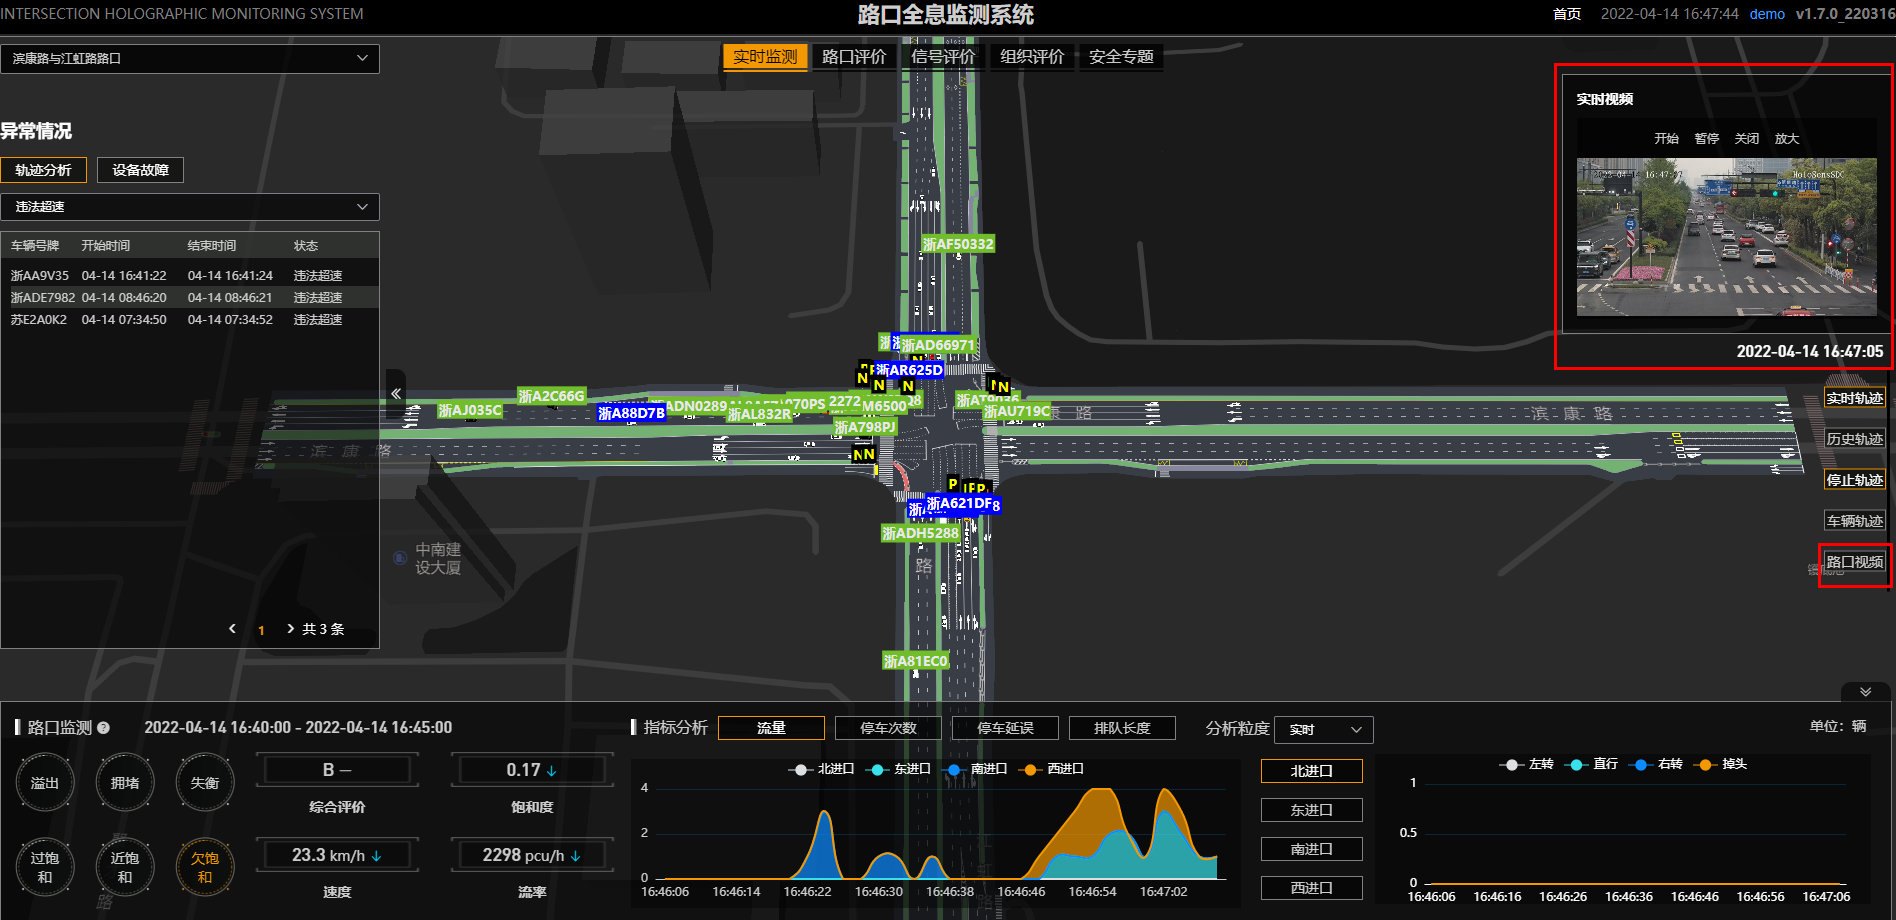 INTERSECTION HOLOGRAPHIC MONITORING SYSTEM
路口全息监测系统
首页 2022-04-14 16:47:44 demo v1.7.0_220316
滨康路与江虹路路口
实时监测 路口评价 信号评价 组织评价 安全专题
异常情况
轨迹分析 设备故障
违法超速
车辆号牌 开始时间 结束时间 状态
浙AA9V35 04-14 16:41:22 04-14 16:41:24 违法超速
浙ADE7982 04-14 08:46:20 04-14 08:46:21 违法超速
苏E2A0K2 04-14 07:34:50 04-14 07:34:52 违法超速
1 共 3 条
实时视频
开始 暂停 关闭 放大
HoloSensSDC
2022-04-14 16:47:05
浙AF50332
浙AD66971
浙AR625D
N
N
N
N
浙A2C66G
浙AJ035C
浙A88D7B
ADN0289
浙AL832R
070PS
2272
M6500
浙AU719C
浙A798PJ
NN
滨 康 路
滨 康 路
路
P
P
浙A621DF
浙ADH5288
路
浙A81EC0
中南建
设大厦
实时轨迹
历史轨迹
停止轨迹
车辆轨迹
路口视频
路口监测 2022-04-14 16:40:00 - 2022-04-14 16:45:00
溢出 拥堵 失衡
过饱和 近饱和 欠饱和
B —
综合评价
0.17 ↓
饱和度
23.3 km/h ↓
速度
2298 pcu/h ↓
流率
指标分析 流量 停车次数 停车延误 排队长度 分析粒度 实时
单位：辆
北进口 东进口 南进口 西进口
4
2
0
16:46:06 16:46:14 16:46:22 16:46:30 16:46:38 16:46:46 16:46:54 16:47:02
北进口
东进口
南进口
西进口
左转 直行 右转 掉头
1
0.5
0
16:46:06 16:46:16 16:46:26 16:46:36 16:46:46 16:46:56 16:47:06